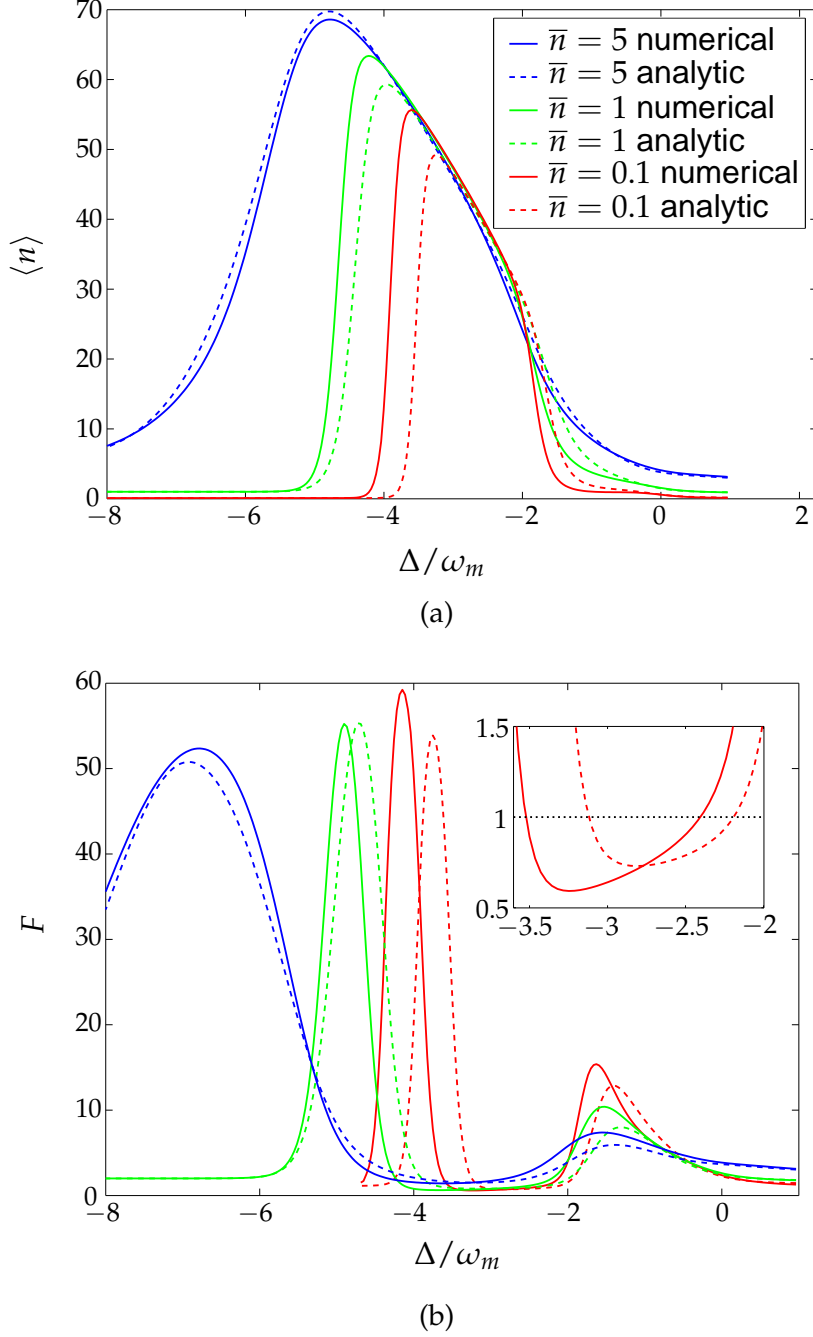 70
60
50
40
30
20
10
0
⟨n⟩
n̅ = 5 numerical
n̅ = 5 analytic
n̅ = 1 numerical
n̅ = 1 analytic
n̅ = 0.1 numerical
n̅ = 0.1 analytic
−8 −6 −4 −2 0 2
Δ/ω_m
(a)
60
50
40
30
20
10
0
F
1.5
1
0.5
−3.5 −3 −2.5 −2
−8 −6 −4 −2 0
Δ/ω_m
(b)